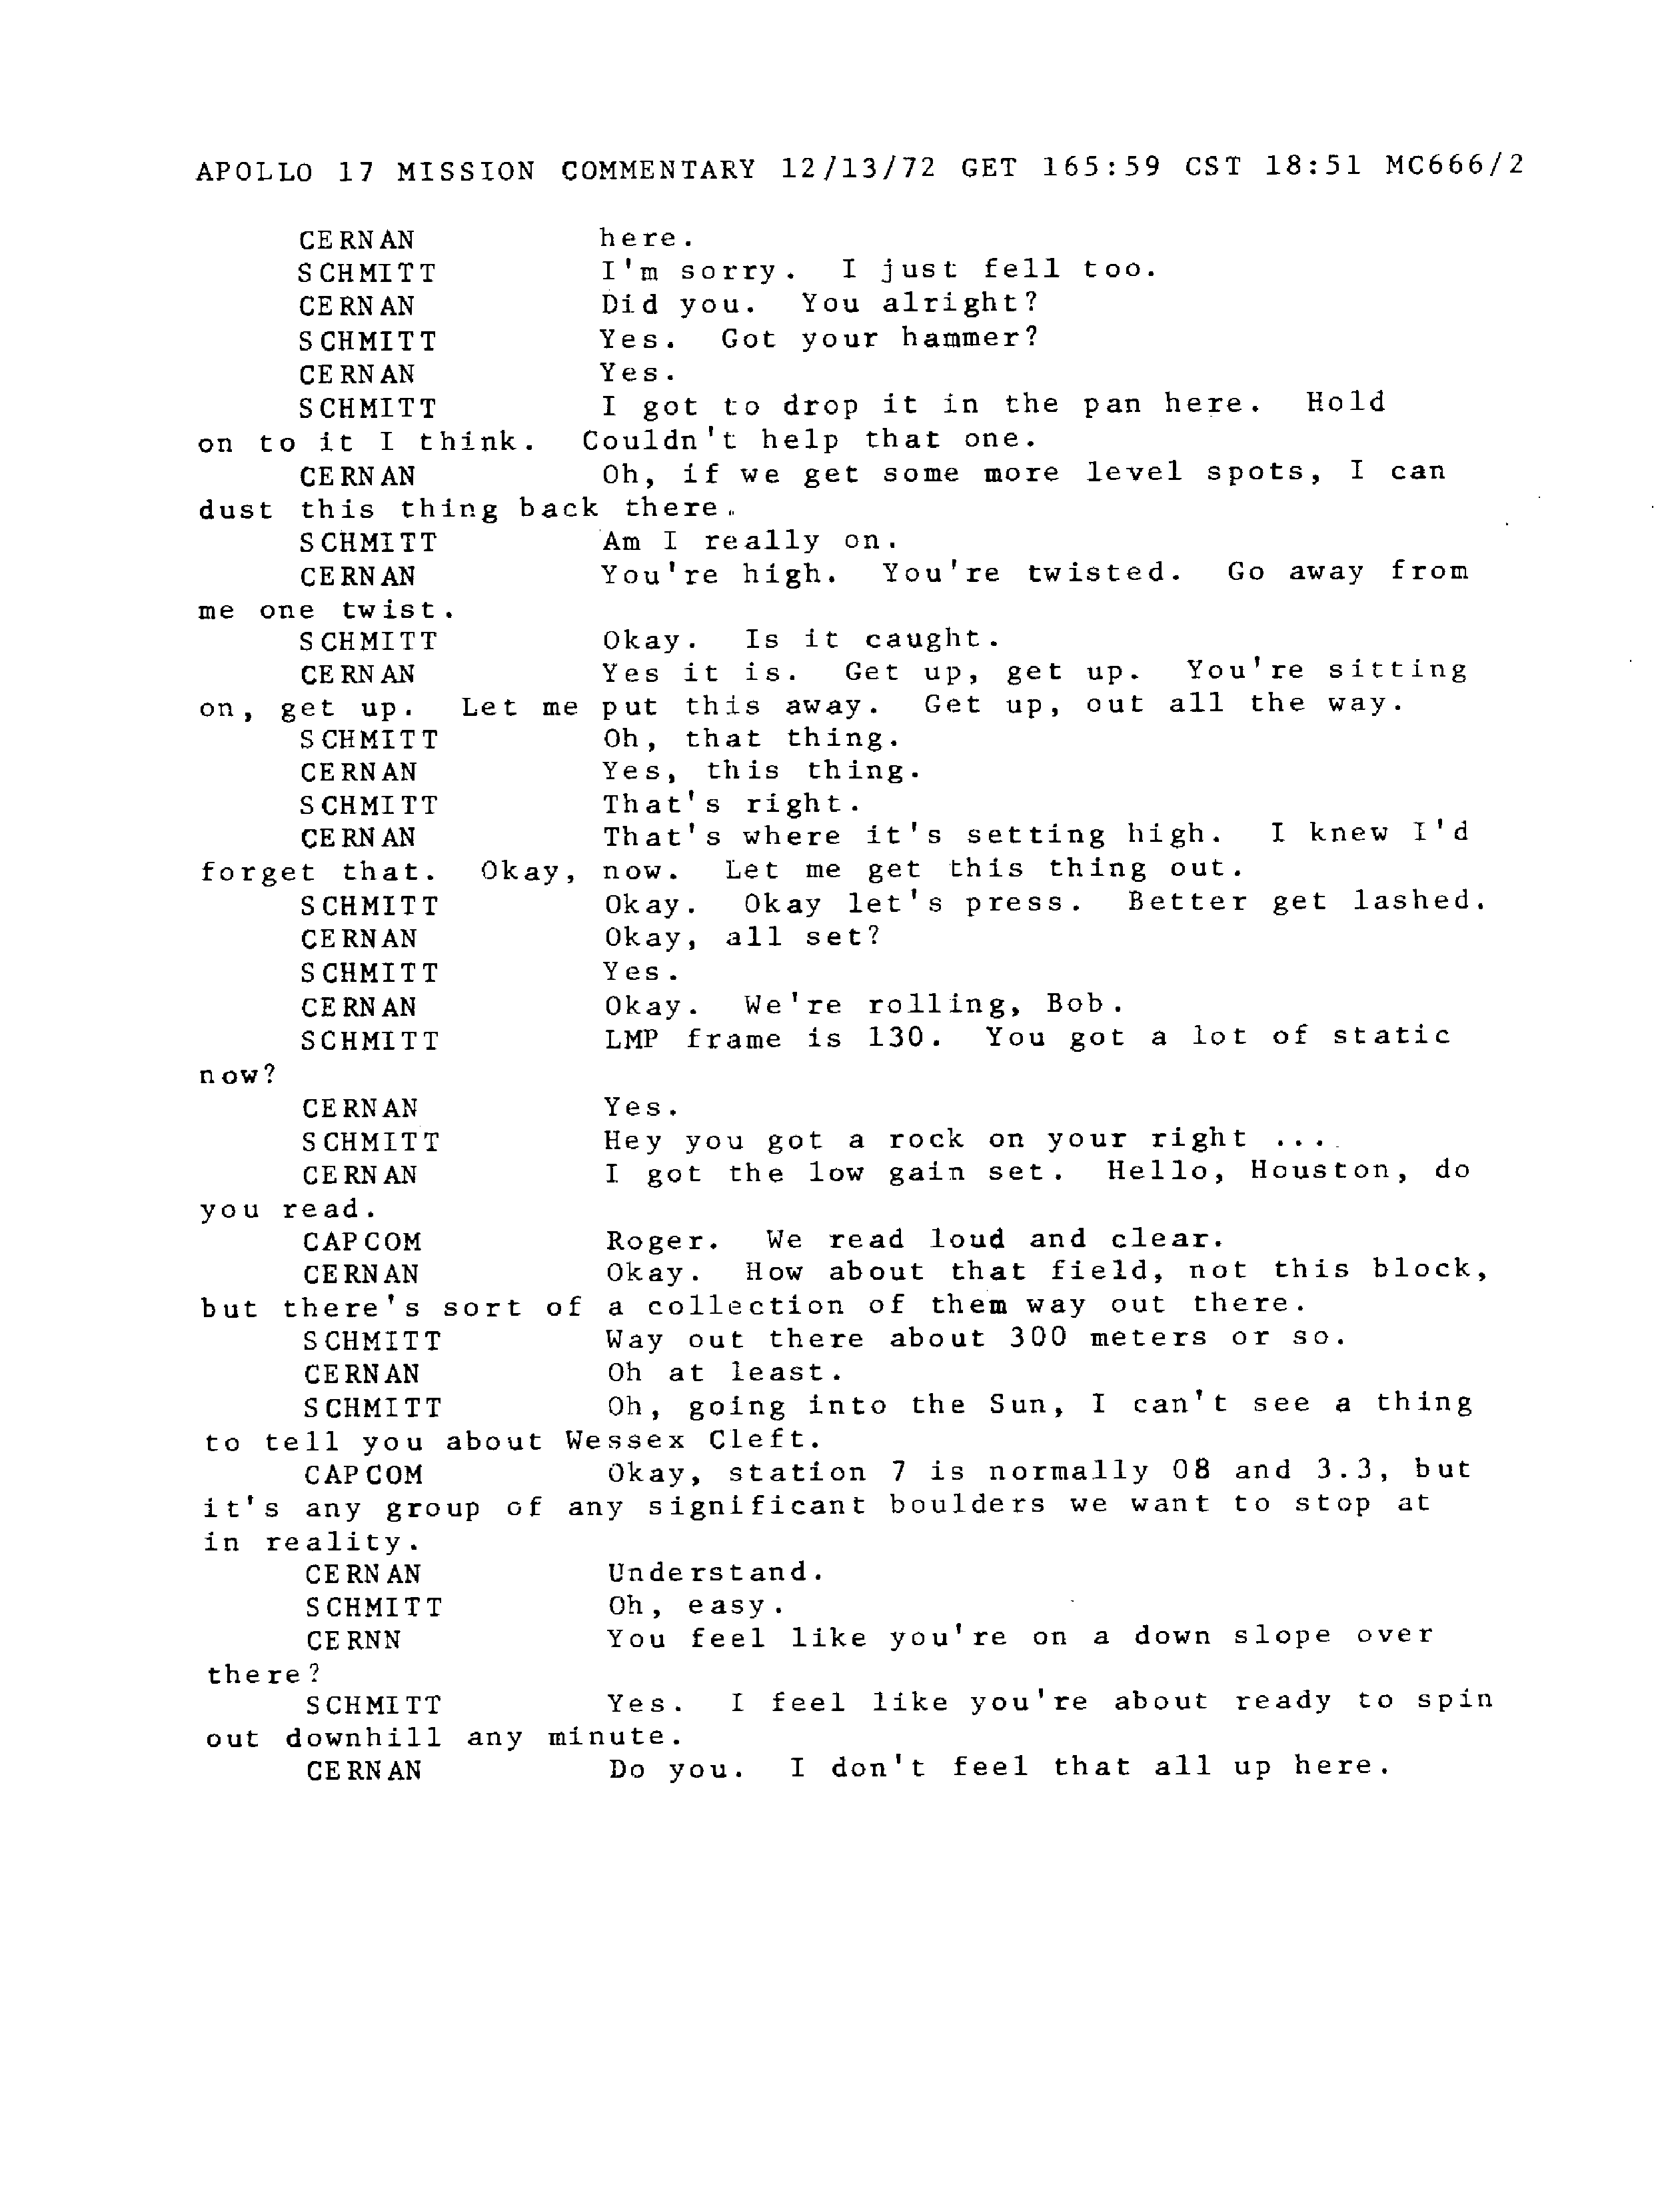 APOLLO 17 MISSION COMMENTARY 12/13/72 GET 165:59 CST 18:51 MC666/2
CERNAN here.
SCHMITT I'm sorry. I just fell too.
CERNAN Did you. You alright?
SCHMITT Yes. Got your hammer?
CERNAN Yes.
SCHMITT I got to drop it in the pan here. Hold
on to it I think. Couldn't help that one.
CERNAN Oh, if we get some more level spots, I can
dust this thing back there.
SCHMITT Am I really on.
CERNAN You're high. You're twisted. Go away from
me one twist.
SCHMITT Okay. Is it caught.
CERNAN Yes it is. Get up, get up. You're sitting
on, get up. Let me put this away. Get up, out all the way.
SCHMITT Oh, that thing.
CERNAN Yes, this thing.
SCHMITT That's right.
CERNAN That's where it's setting high. I knew I'd
forget that. Okay, now. Let me get this thing out.
SCHMITT Okay. Okay let's press. Better get lashed.
CERNAN Okay, all set?
SCHMITT Yes.
CERNAN Okay. We're rolling, Bob.
SCHMITT LMP frame is 130. You got a lot of static
now?
CERNAN Yes.
SCHMITT Hey you got a rock on your right ...
CERNAN I got the low gain set. Hello, Houston, do
you read.
CAPCOM Roger. We read loud and clear.
CERNAN Okay. How about that field, not this block,
but there's sort of a collection of them way out there.
SCHMITT Way out there about 300 meters or so.
CERNAN Oh at least.
SCHMITT Oh, going into the Sun, I can't see a thing
to tell you about Wessex Cleft.
CAPCOM Okay, station 7 is normally 08 and 3.3, but
it's any group of any significant boulders we want to stop at
in reality.
CERNAN Understand.
SCHMITT Oh, easy.
CERNN You feel like you're on a down slope over
there?
SCHMITT Yes. I feel like you're about ready to spin
out downhill any minute.
CERNAN Do you. I don't feel that all up here.